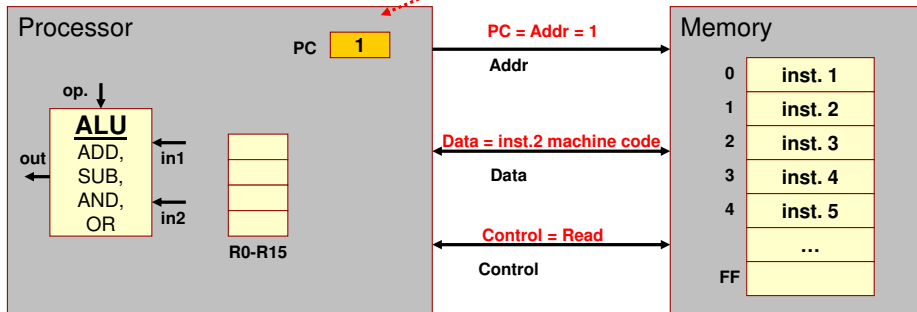 Processor
PC
1
op.
ALU
ADD,
SUB,
AND,
OR
out
in1
in2
R0-R15
PC = Addr = 1
Addr
Data = inst.2 machine code
Data
Control = Read
Control
Memory
0 inst. 1
1 inst. 2
2 inst. 3
3 inst. 4
4 inst. 5
...
FF